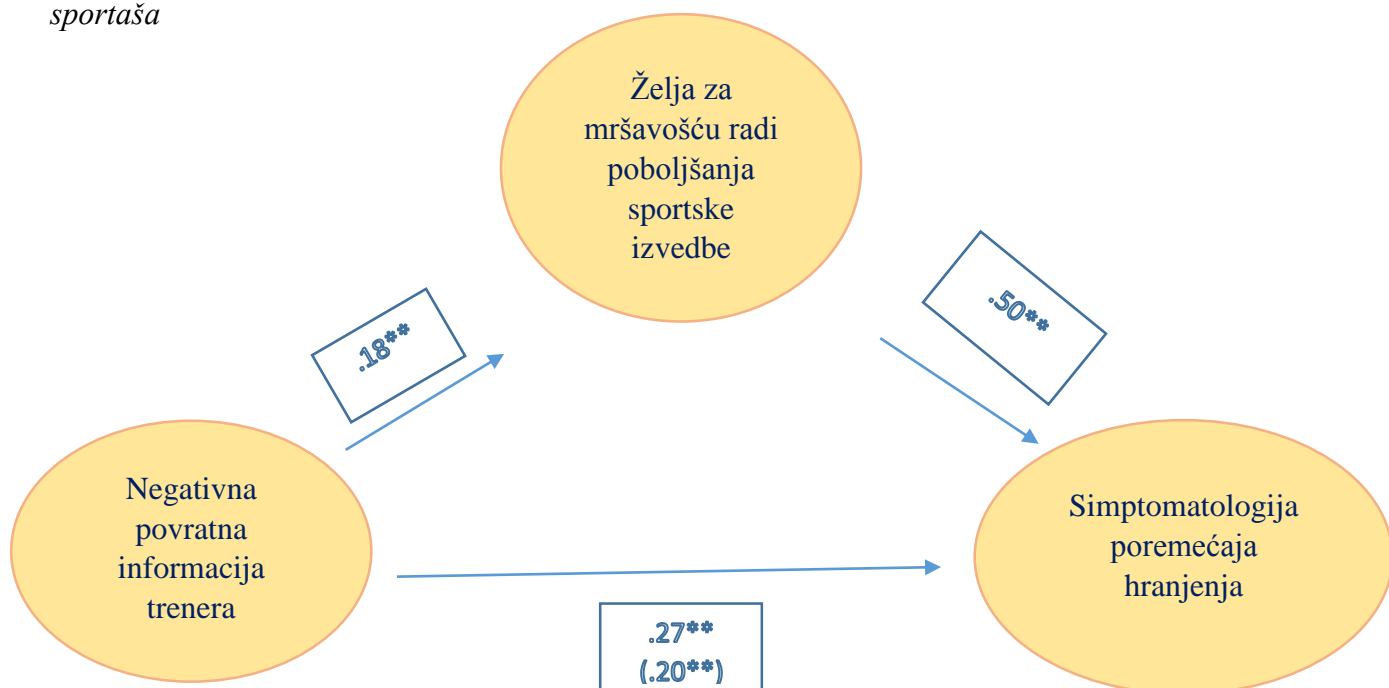 sportaša
Želja za
mršavošću radi
poboljšanja
sportske
izvedbe
.18**
.50**
Negativna
povratna
informacija
trenera
Simptomatologija
poremećaja
hranjenja
.27**
(.20**)